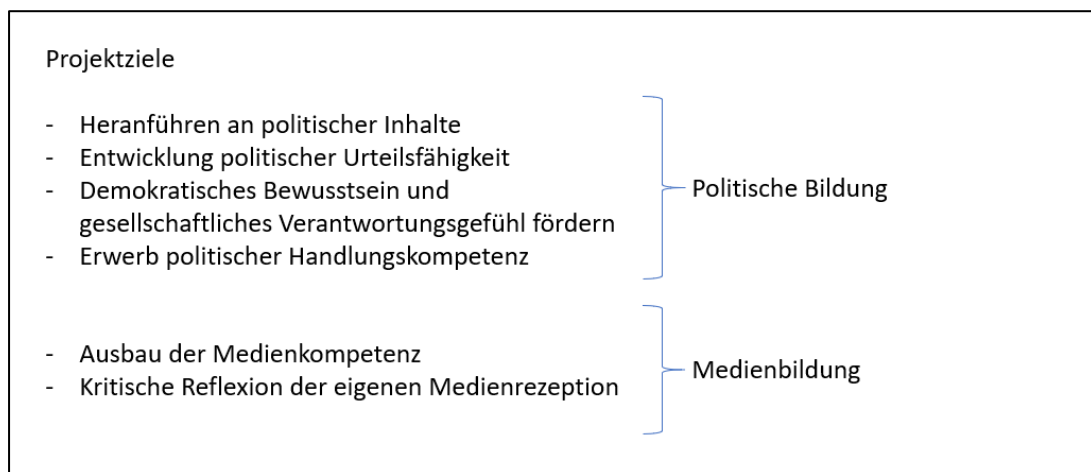 Projektziele
- Heranführen an politischer Inhalte
- Entwicklung politischer Urteilsfähigkeit
- Demokratisches Bewusstsein und
gesellschaftliches Verantwortungsgefühl fördern
- Erwerb politischer Handlungskompetenz
Politische Bildung
- Ausbau der Medienkompetenz
- Kritische Reflexion der eigenen Medienrezeption
Medienbildung